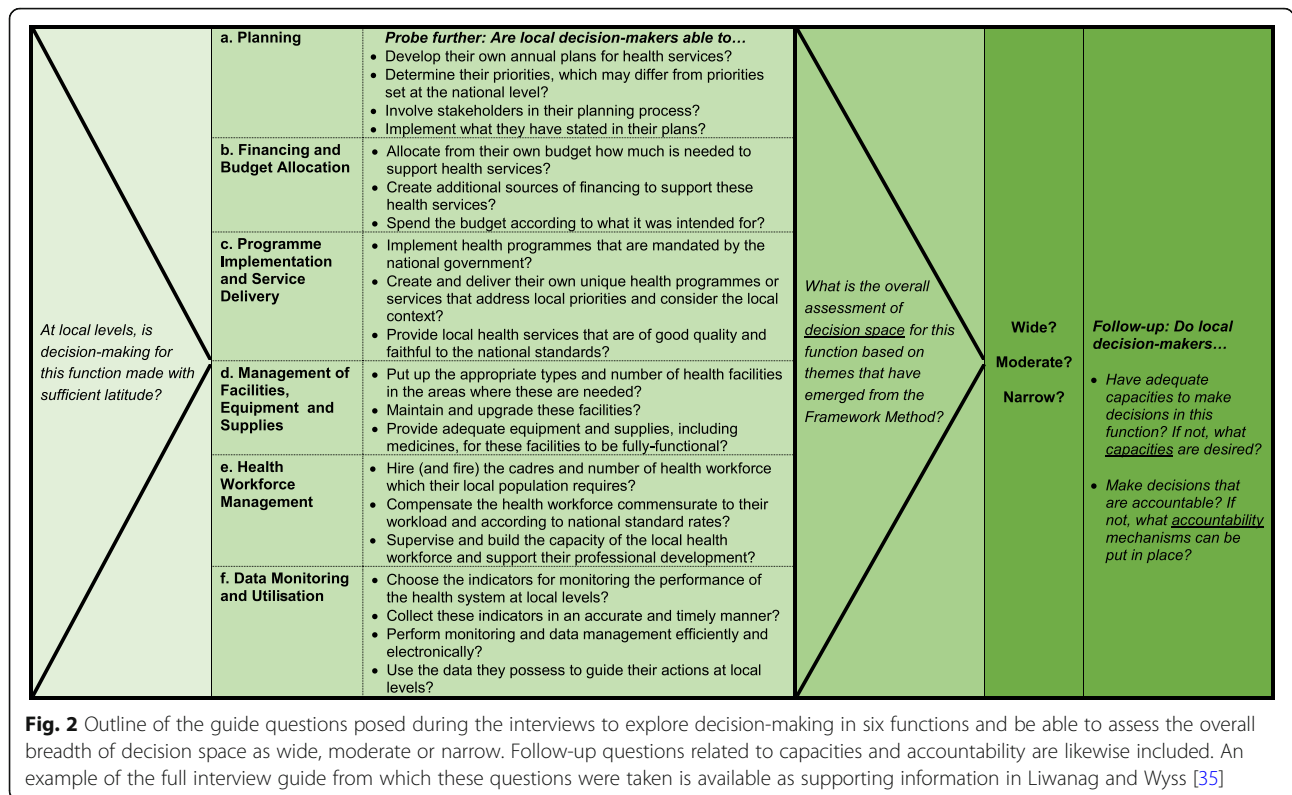 At local levels, is
decision-making for
this function made with
sufficient latitude?
a. Planning
Probe further: Are local decision-makers able to…
• Develop their own annual plans for health services?
• Determine their priorities, which may differ from priorities
set at the national level?
• Involve stakeholders in their planning process?
• Implement what they have stated in their plans?
b. Financing and
Budget Allocation
• Allocate from their own budget how much is needed to
support health services?
• Create additional sources of financing to support these
health services?
• Spend the budget according to what it was intended for?
c. Programme
Implementation
and Service
Delivery
• Implement health programmes that are mandated by the
national government?
• Create and deliver their own unique health programmes or
services that address local priorities and consider the local
context?
• Provide local health services that are of good quality and
faithful to the national standards?
d. Management of
Facilities,
Equipment and
Supplies
• Put up the appropriate types and number of health facilities
in the areas where these are needed?
• Maintain and upgrade these facilities?
• Provide adequate equipment and supplies, including
medicines, for these facilities to be fully-functional?
e. Health
Workforce
Management
• Hire (and fire) the cadres and number of health workforce
which their local population requires?
• Compensate the health workforce commensurate to their
workload and according to national standard rates?
• Supervise and build the capacity of the local health
workforce and support their professional development?
f. Data Monitoring
and Utilisation
• Choose the indicators for monitoring the performance of
the health system at local levels?
• Collect these indicators in an accurate and timely manner?
• Perform monitoring and data management efficiently and
electronically?
• Use the data they possess to guide their actions at local
levels?
What is the overall
assessment of
decision space for this
function based on
themes that have
emerged from the
Framework Method?
Wide?
Moderate?
Narrow?
Follow-up: Do local
decision-makers…
• Have adequate
capacities to make
decisions in this
function? If not, what
capacities are desired?
• Make decisions that
are accountable? If
not, what accountability
mechanisms can be
put in place?
Fig. 2 Outline of the guide questions posed during the interviews to explore decision-making in six functions and be able to assess the overall
breadth of decision space as wide, moderate or narrow. Follow-up questions related to capacities and accountability are likewise included. An
example of the full interview guide from which these questions were taken is available as supporting information in Liwanag and Wyss [35]